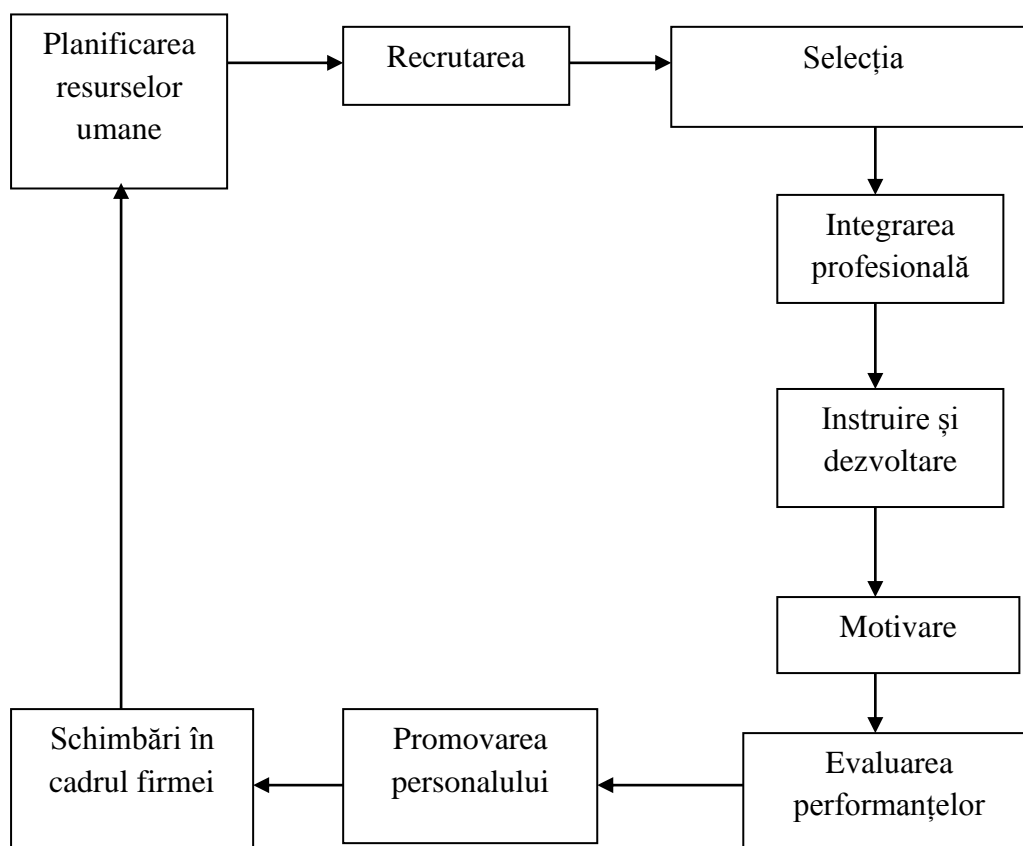 Planificarea
resurselor
umane
Recrutarea
Selecția
Integrarea
profesională
Instruire și
dezvoltare
Motivare
Evaluarea
performanțelor
Promovarea
personalului
Schimbări în
cadrul firmei